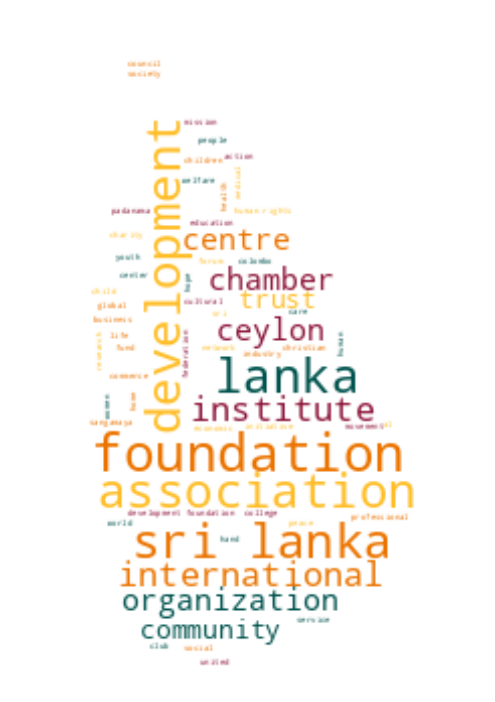 council
society
mission
people
children action
welfare
medical
health
padanama
human rights
education
development
charity
centre
youth
forum colombo
center
hope
chamber
child
cultural
trust
global
sri
care
business
ceylon
life
human
research
federation
fund
network
christian
industry
commerce
lanka
women
home
institute
sangamaya
economic initiative
movement
foundation
association
development foundation college
professional
world
peace
sri lanka
hand
international
organization
service
community
club
social
united